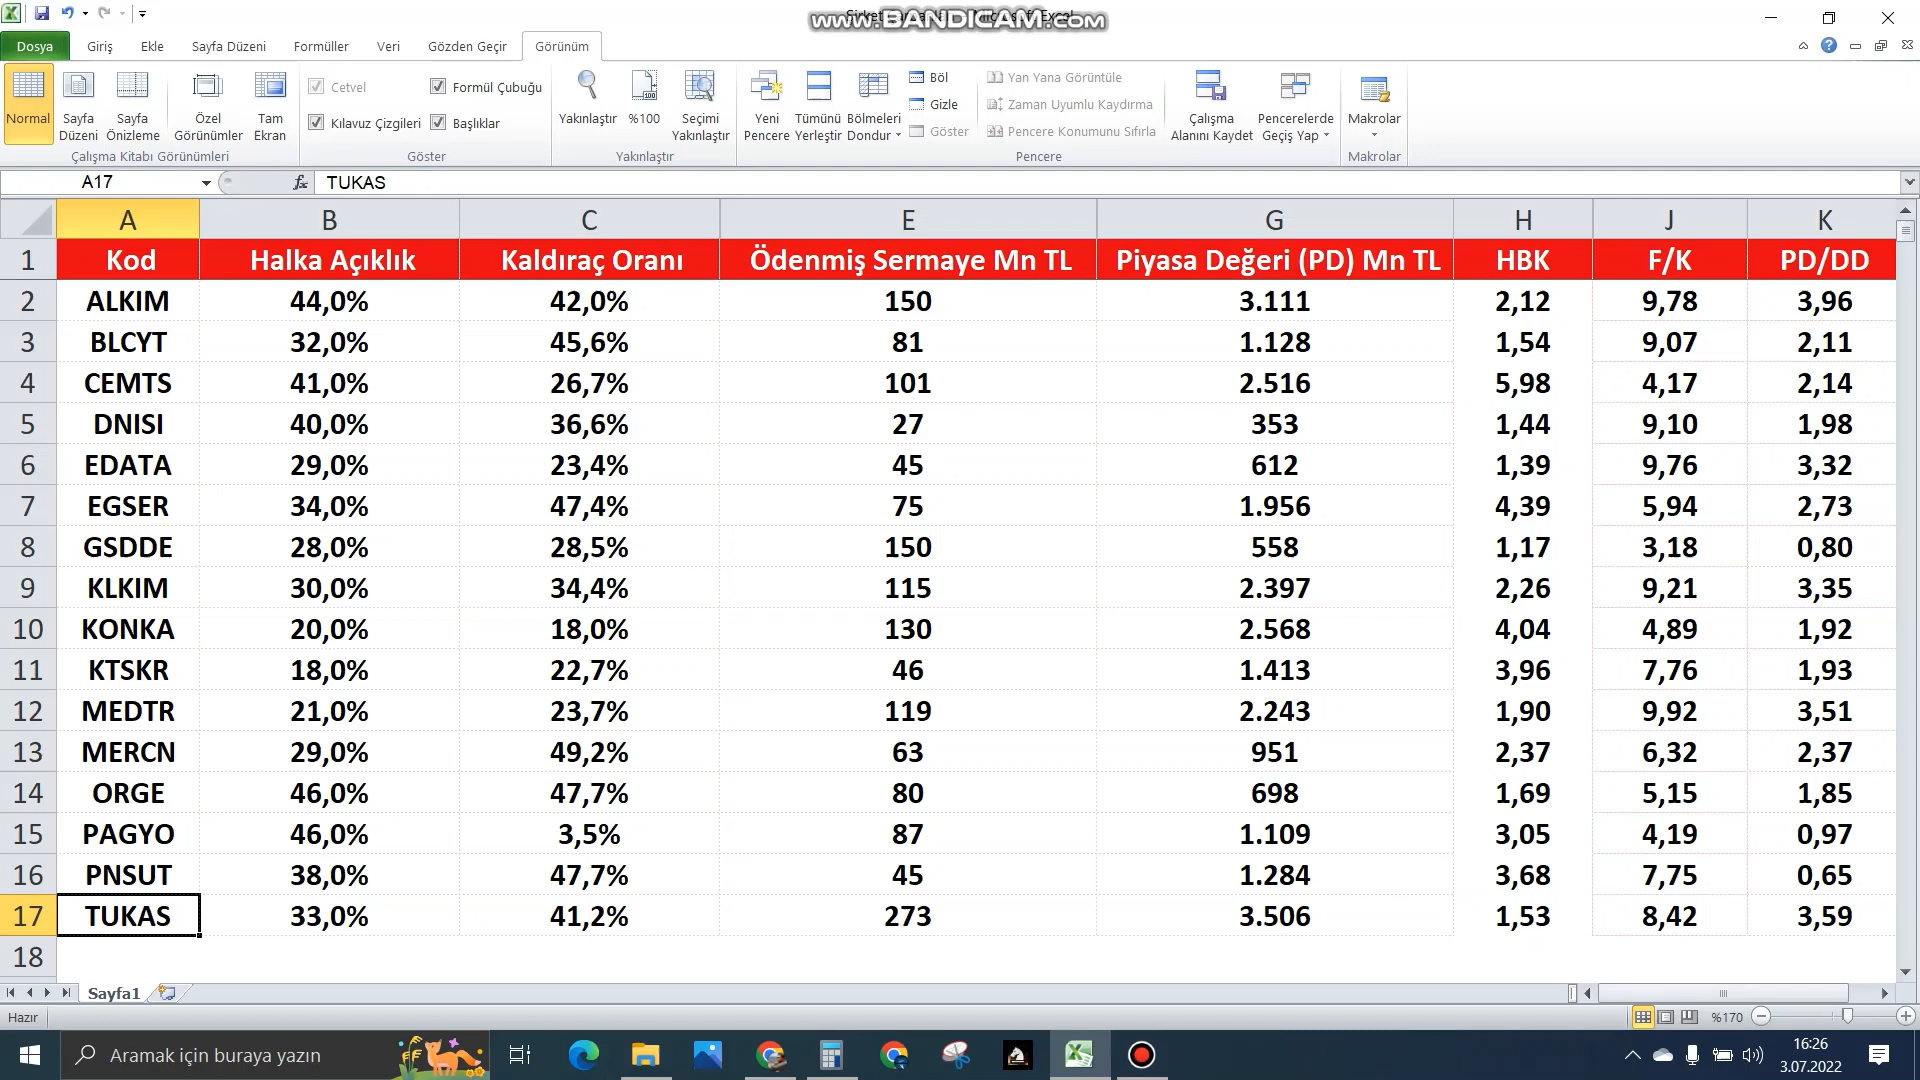 www.BANDICAM.com
Dosya Giriş Ekle Sayfa Düzeni Formüller Veri Gözden Geçir Görünüm
Normal
Sayfa Düzeni
Sayfa Önizleme
Özel Görünümler
Tam Ekran
Çalışma Kitabı Görünümleri
Cetvel
Formül Çubuğu
Kılavuz Çizgileri
Başlıklar
Göster
Yakınlaştır
%100
100
Seçimi Yakınlaştır
Yakınlaştır
Yeni Pencere
Tümünü Yerleştir
Bölmeleri Dondur
Böl
Gizle
Göster
Yan Yana Görüntüle
Zaman Uyumlu Kaydırma
Pencere Konumunu Sıfırla
Çalışma Alanını Kaydet
Pencerelerde Geçiş Yap
Pencere
Makrolar
Makrolar
A17 fx TUKAS
A B C E G H J K
1 Kod Halka Açıklık Kaldıraç Oranı Ödenmiş Sermaye Mn TL Piyasa Değeri (PD) Mn TL HBK F/K PD/DD
2 ALKIM 44,0% 42,0% 150 3.111 2,12 9,78 3,96
3 BLCYT 32,0% 45,6% 81 1.128 1,54 9,07 2,11
4 CEMTS 41,0% 26,7% 101 2.516 5,98 4,17 2,14
5 DNISI 40,0% 36,6% 27 353 1,44 9,10 1,98
6 EDATA 29,0% 23,4% 45 612 1,39 9,76 3,32
7 EGSER 34,0% 47,4% 75 1.956 4,39 5,94 2,73
8 GSDDE 28,0% 28,5% 150 558 1,17 3,18 0,80
9 KLKIM 30,0% 34,4% 115 2.397 2,26 9,21 3,35
10 KONKA 20,0% 18,0% 130 2.568 4,04 4,89 1,92
11 KTSKR 18,0% 22,7% 46 1.413 3,96 7,76 1,93
12 MEDTR 21,0% 23,7% 119 2.243 1,90 9,92 3,51
13 MERCN 29,0% 49,2% 63 951 2,37 6,32 2,37
14 ORGE 46,0% 47,7% 80 698 1,69 5,15 1,85
15 PAGYO 46,0% 3,5% 87 1.109 3,05 4,19 0,97
16 PNSUT 38,0% 47,7% 45 1.284 3,68 7,75 0,65
17 TUKAS 33,0% 41,2% 273 3.506 1,53 8,42 3,59
18
Sayfa1
Hazır %170
Aramak için buraya yazın
16:26
3.07.2022